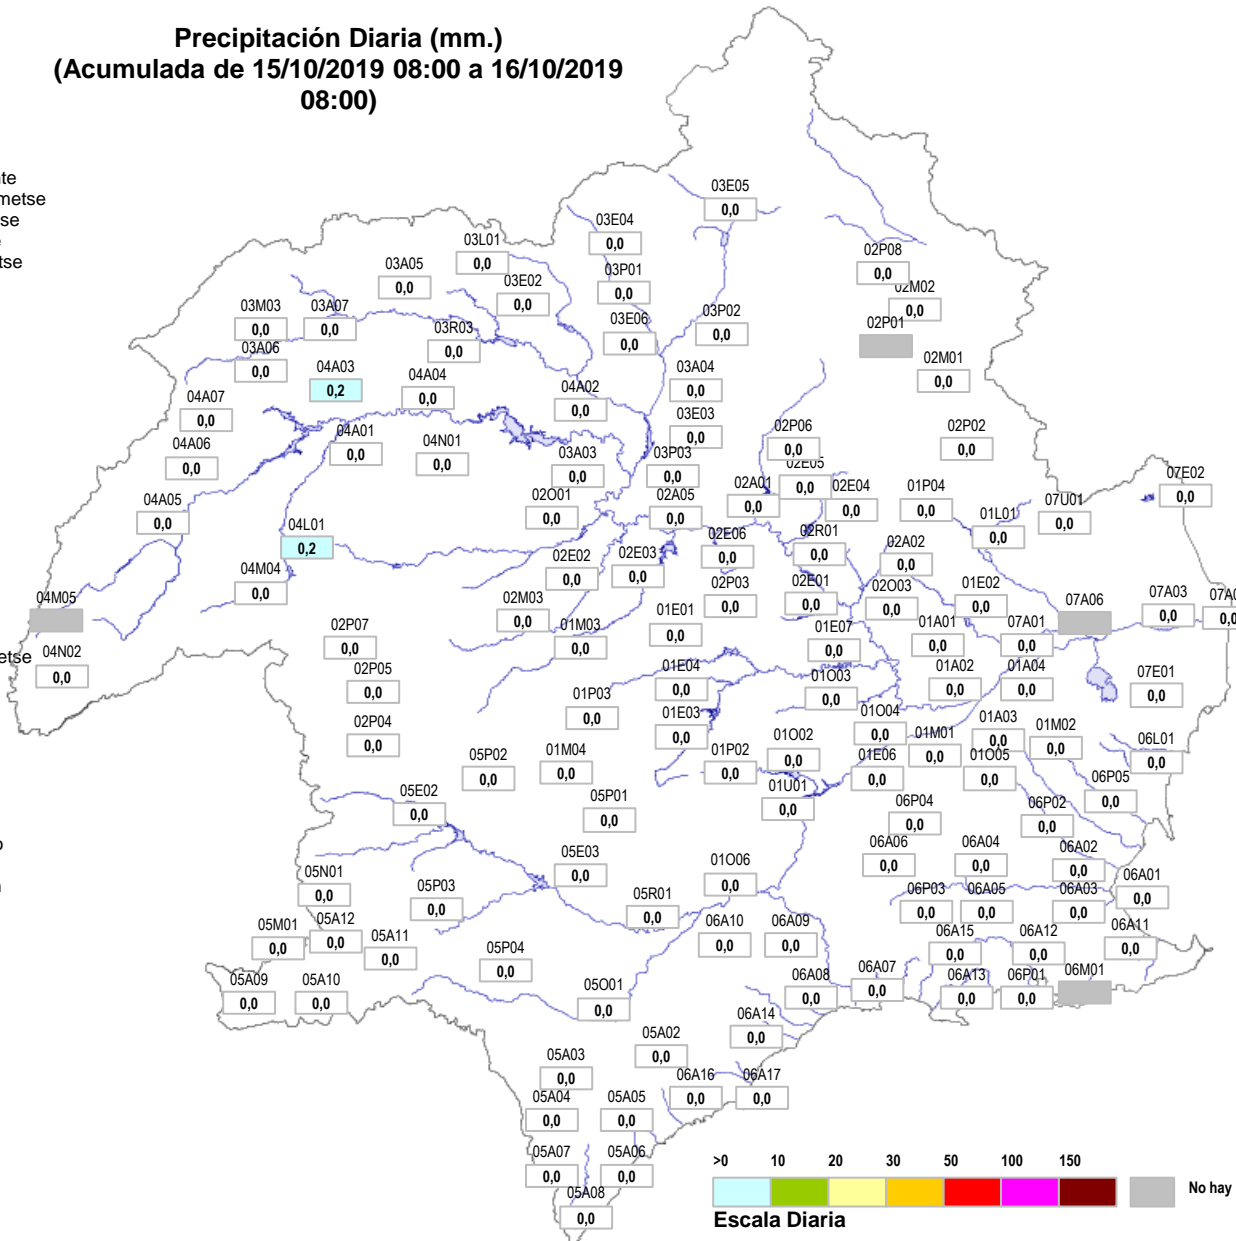 Precipitación Diaria (mm.)
(Acumulada de 15/10/2019 08:00 a 16/10/2019
08:00)
te
metse
se
e
tse
03E05
0,0
03E04
0,0
03L01
0,0
02P08
0,0
03A05
0,0
03E02
0,0
03P01
0,0
02M02
0,0
03M03
0,0
03A07
0,0
03R03
0,0
03E06
0,0
03P02
0,0
02P01
03A06
0,0
04A03
0,2
04A04
0,0
04A02
0,0
03A04
0,0
02M01
0,0
04A07
0,0
03E03
0,0
04A06
0,0
04A01
0,0
04N01
0,0
03A03
0,0
03P03
0,0
02P06
0,0
02P02
0,0
02E05
0,0
07E02
0,0
04A05
0,0
02O01
0,0
02A05
0,0
02A01
0,0
02E04
0,0
01P04
0,0
07U01
0,0
01L01
0,0
04L01
0,2
02E06
0,0
02R01
0,0
02A02
0,0
04M04
0,0
02E02
0,0
02E03
0,0
04M05
02M03
0,0
02P03
0,0
02E01
0,0
02O03
0,0
01E02
0,0
07A06
07A03
0,0
07A0
0,0
02P07
0,0
01M03
0,0
01E01
0,0
01E07
0,0
01A01
0,0
07A01
0,0
etse
04N02
0,0
02P05
0,0
01E04
0,0
01O03
0,0
01A02
0,0
01A04
0,0
07E01
0,0
01P03
0,0
02P04
0,0
01E03
0,0
01O04
0,0
01M01
0,0
01A03
0,0
01M02
0,0
05P02
0,0
01M04
0,0
01P02
0,0
01O02
0,0
01E06
0,0
01O05
0,0
06L01
0,0
05E02
0,0
05P01
0,0
01U01
0,0
06P04
0,0
06P02
0,0
06P05
0,0
o
05E03
0,0
01O06
0,0
06A06
0,0
06A04
0,0
06A02
0,0
05N01
0,0
05P03
0,0
05R01
0,0
06P03
0,0
06A05
0,0
06A03
0,0
06A01
0,0
05M01
0,0
05A12
0,0
05A11
0,0
05P04
0,0
06A10
0,0
06A09
0,0
06A15
0,0
06A12
0,0
06A11
0,0
05A09
0,0
05A10
0,0
05O01
0,0
06A08
0,0
06A07
0,0
06A13
0,0
06P01
0,0
06M01
05A02
0,0
06A14
0,0
05A03
0,0
06A16
0,0
06A17
0,0
05A04
0,0
05A05
0,0
05A07
0,0
05A06
0,0
05A08
0,0
>0 10 20 30 50 100 150
No hay
Escala Diaria